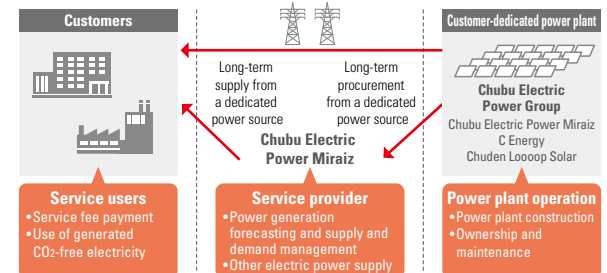 Customers
Long-term
supply from
a dedicated
power source
Long-term
procurement
from a dedicated
power source
Chubu Electric
Power Miraiz
Customer-dedicated power plant
Chubu Electric
Power Group
Chubu Electric Power Miraiz
C Energy
Chuden Loooop Solar
Service users
•Service fee payment
•Use of generated
CO2-free electricity
Service provider
•Power generation
forecasting and supply and
demand management
•Other electric power supply
Power plant operation
•Power plant construction
•Ownership and
maintenance